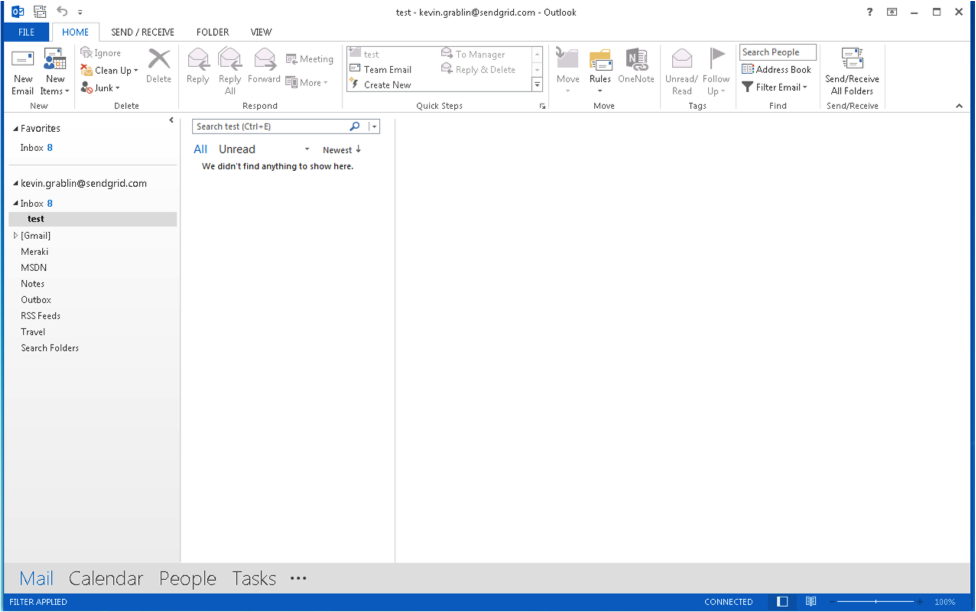 test - kevin.grablin@sendgrid.com - Outlook
FILE HOME SEND / RECEIVE FOLDER VIEW
New Email
New Items
Ignore
Clean Up
Junk
Delete
Reply
Reply All
Forward
Meeting
More
test
Team Email
Create New
To Manager
Reply & Delete
Move
Rules
OneNote
Unread/ Read
Follow Up
Search People
Address Book
Filter Email
Send/Receive All Folders
New Delete Respond Quick Steps Move Tags Find Send/Receive
Favorites
Inbox 8
kevin.grablin@sendgrid.com
Inbox 8
test
[Gmail]
Meraki
MSDN
Notes
Outbox
RSS Feeds
Travel
Search Folders
Search test (Ctrl+E)
All Unread Newest ↓
We didn't find anything to show here.
Mail Calendar People Tasks •••
FILTER APPLIED CONNECTED 100%